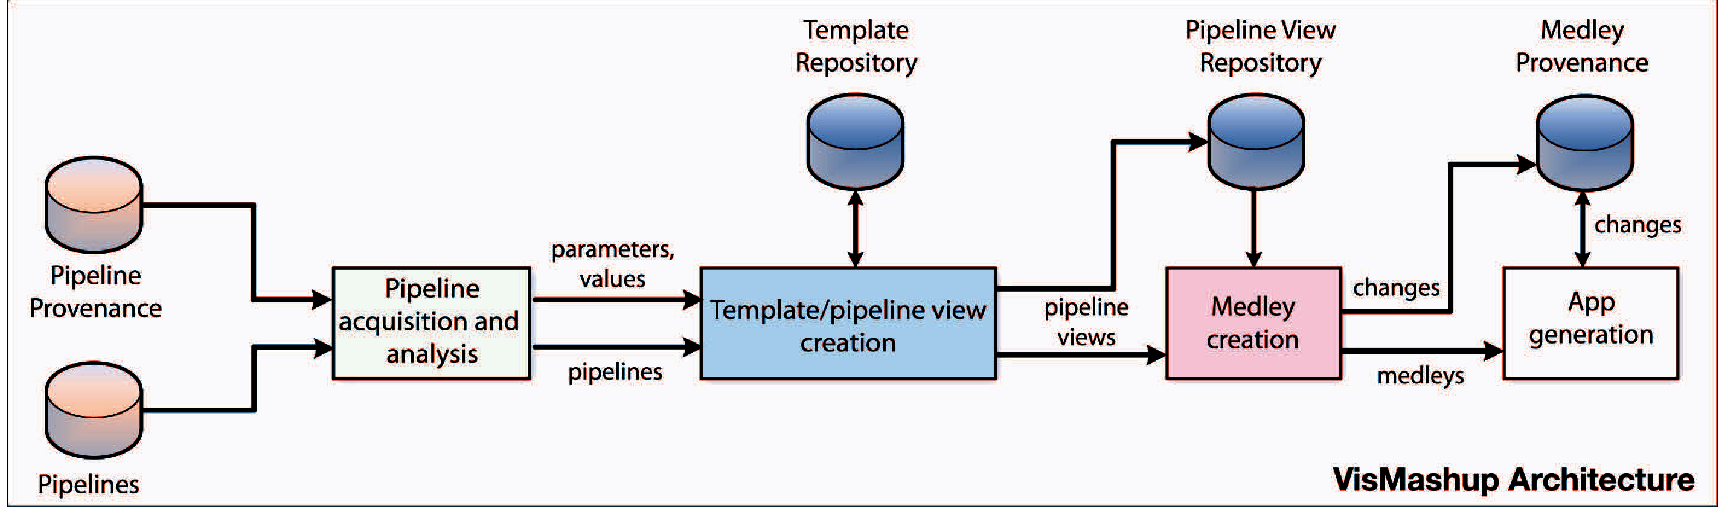 Template
Repository
Pipeline View
Repository
Medley
Provenance
Pipeline
Provenance
Pipelines
Pipeline
acquisition and
analysis
parameters,
values
pipelines
Template/pipeline view
creation
pipeline
views
Medley
creation
changes
medleys
changes
App
generation
VisMashup Architecture